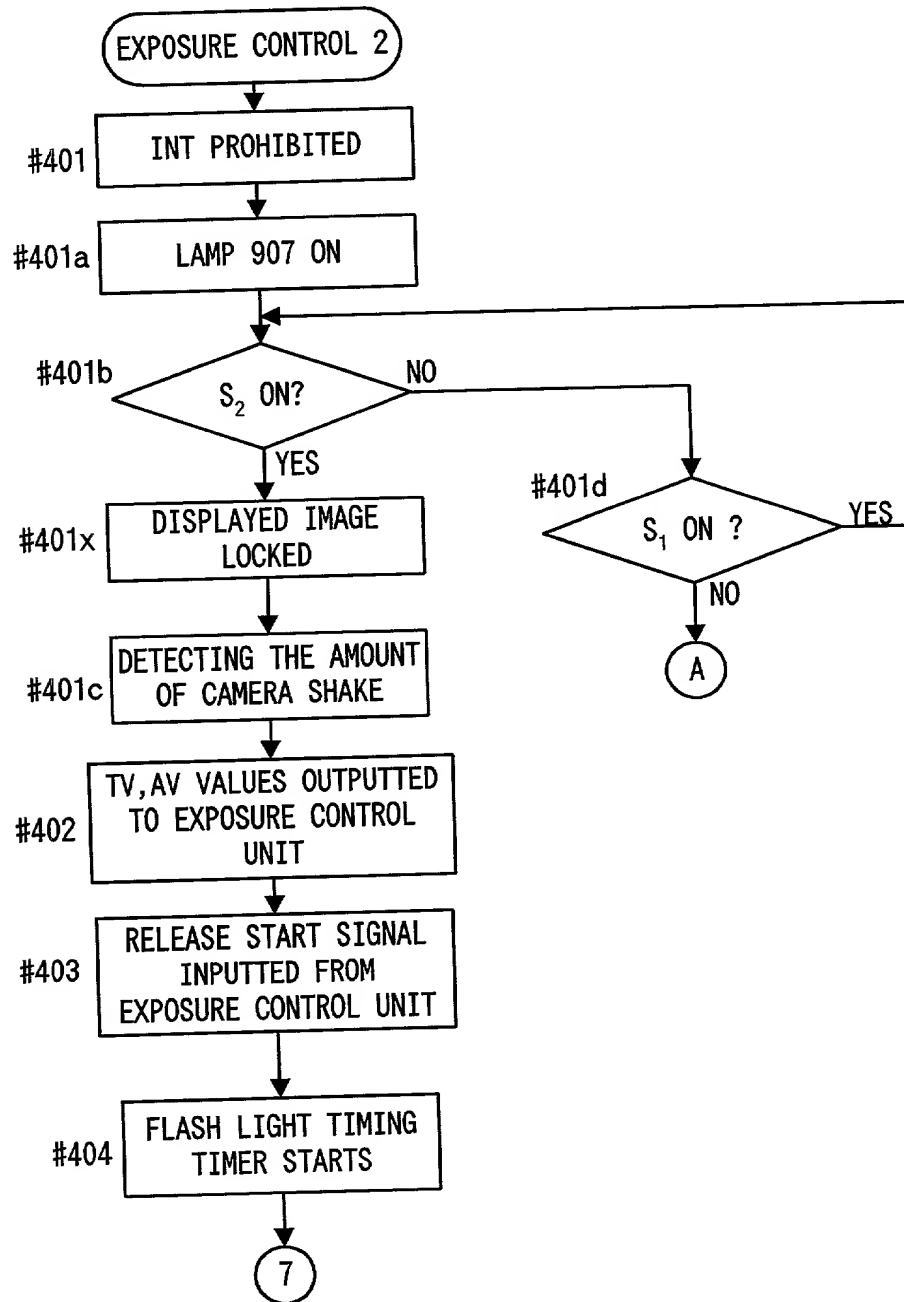 EXPOSURE CONTROL 2
#401
INT PROHIBITED
#401a
LAMP 907 ON
#401b
S₂ ON?
NO
YES
#401d
S₁ ON ?
YES
NO
A
#401x
DISPLAYED IMAGE
LOCKED
#401c
DETECTING THE AMOUNT
OF CAMERA SHAKE
#402
TV,AV VALUES OUTPUTTED
TO EXPOSURE CONTROL
UNIT
#403
RELEASE START SIGNAL
INPUTTED FROM
EXPOSURE CONTROL UNIT
#404
FLASH LIGHT TIMING
TIMER STARTS
7